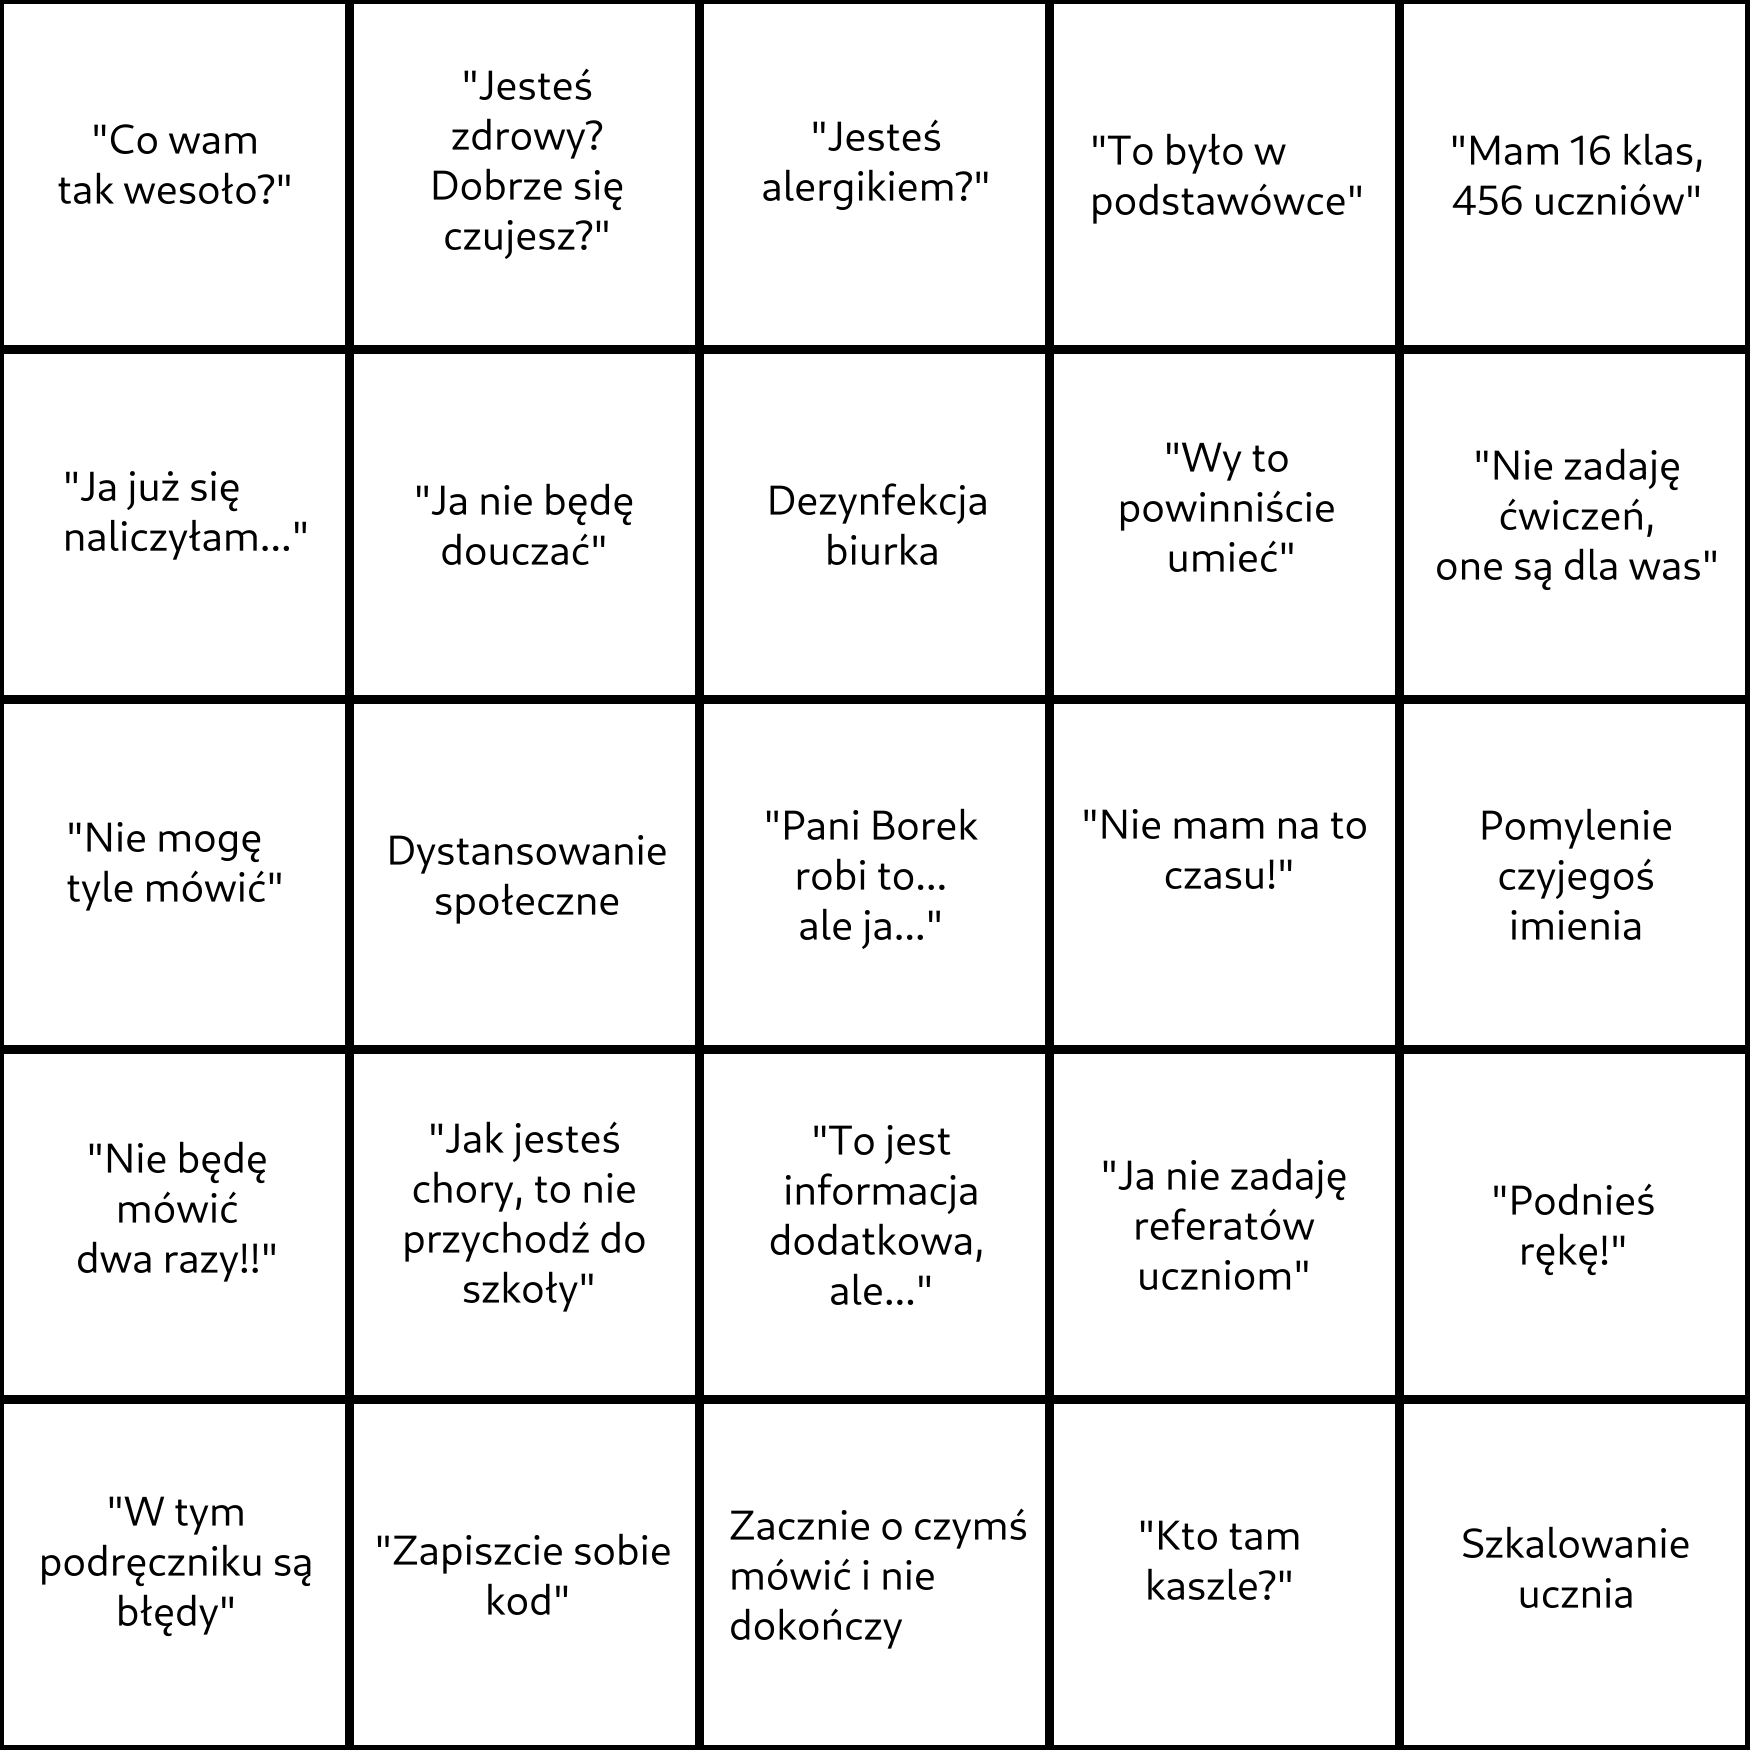 "Co wam
tak wesoło?"
"Jesteś
zdrowy?
Dobrze się
czujesz?"
"Jesteś
alergikiem?"
"To było w
podstawówce"
"Mam 16 klas,
456 uczniów"
"Ja już się
naliczyłam..."
"Ja nie będę
douczać"
Dezynfekcja
biurka
"Wy to
powinniście
umieć"
"Nie zadaję
ćwiczeń,
one są dla was"
"Nie mogę
tyle mówić"
Dystansowanie
społeczne
"Pani Borek
robi to...
ale ja..."
"Nie mam na to
czasu!"
Pomylenie
czyjegoś
imienia
"Nie będę
mówić
dwa razy!!"
"Jak jesteś
chory, to nie
przychodź do
szkoły"
"To jest
informacja
dodatkowa,
ale..."
"Ja nie zadaję
referatów
uczniom"
"Podnieś
rękę!"
"W tym
podręczniku są
błędy"
"Zapiszcie sobie
kod"
Zacznie o czymś
mówić i nie
dokończy
"Kto tam
kaszle?"
Szkalowanie
ucznia